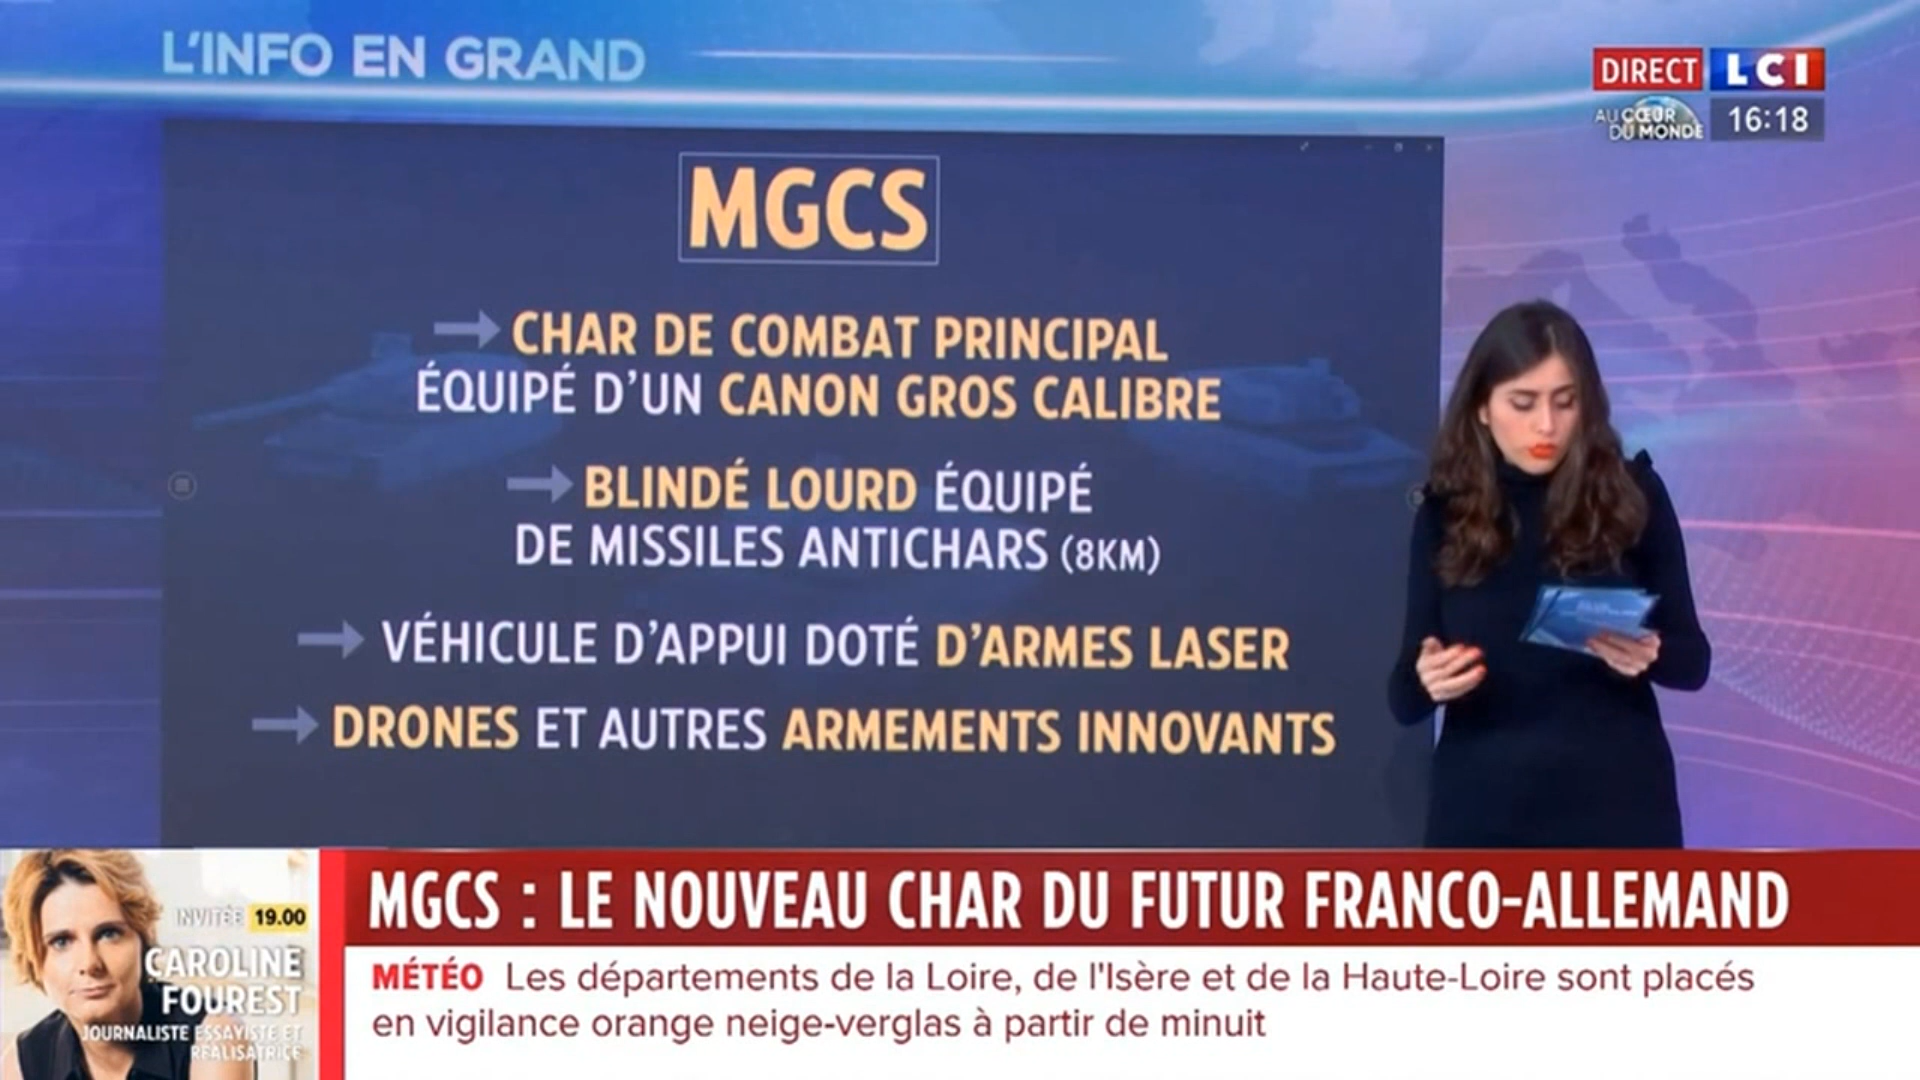 L'INFO EN GRAND
DIRECT LCI
AU CŒUR
DU MONDE
16:18
MGCS
→ CHAR DE COMBAT PRINCIPAL
ÉQUIPÉ D'UN CANON GROS CALIBRE
→ BLINDÉ LOURD ÉQUIPÉ
DE MISSILES ANTICHARS (8KM)
→ VÉHICULE D'APPUI DOTÉ D'ARMES LASER
→ DRONES ET AUTRES ARMEMENTS INNOVANTS
INVITÉE 19.00
CAROLINE
FOUREST
JOURNALISTE ESSAYISTE ET
RÉALISATRICE
MGCS : LE NOUVEAU CHAR DU FUTUR FRANCO-ALLEMAND
MÉTÉO Les départements de la Loire, de l'Isère et de la Haute-Loire sont placés
en vigilance orange neige-verglas à partir de minuit